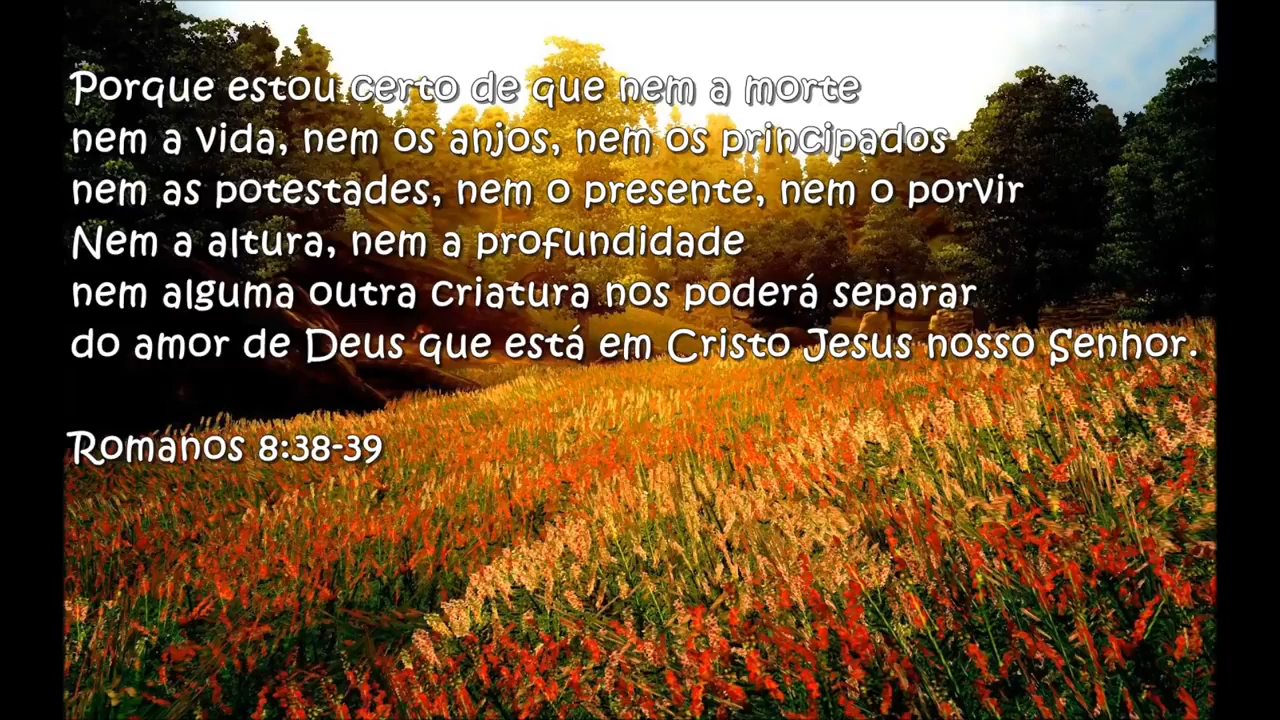 Porque estou certo de que nem a morte
nem a vida, nem os anjos, nem os principados
nem as potestades, nem o presente, nem o porvir
Nem a altura, nem a profundidade
nem alguma outra criatura nos poderá separar
do amor de Deus que está em Cristo Jesus nosso Senhor.
Romanos 8:38-39